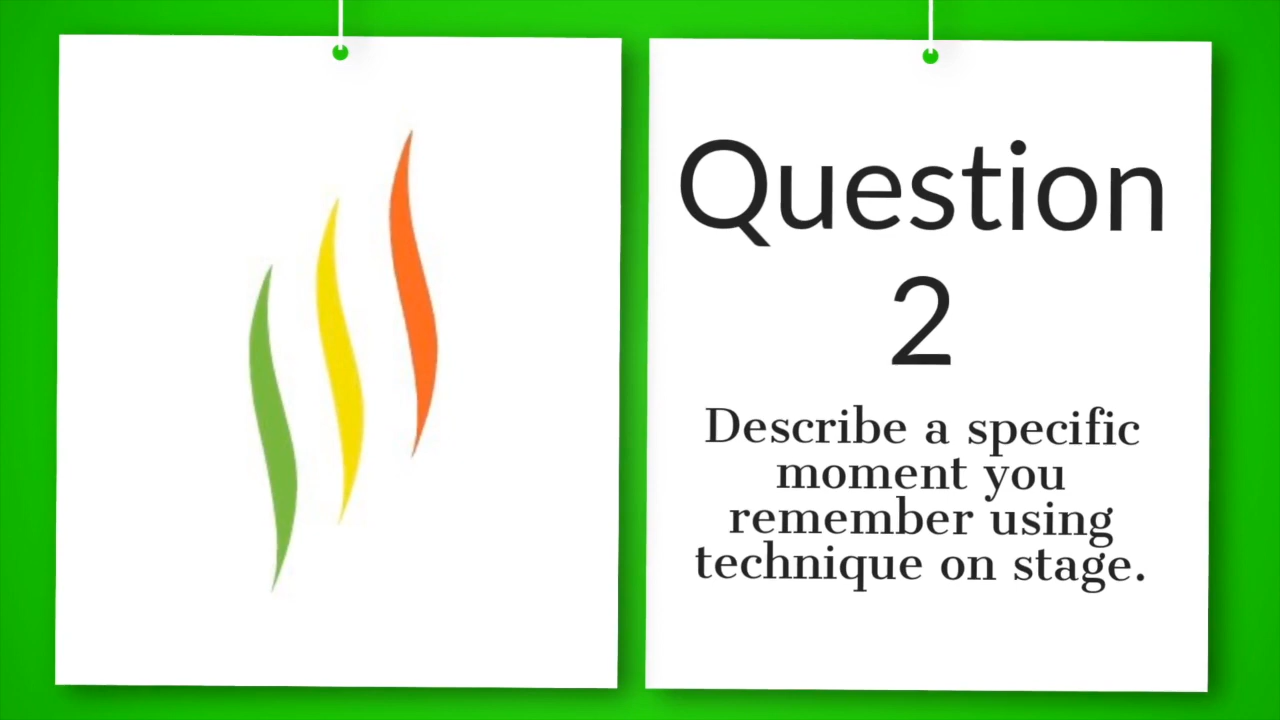 Question
2
Describe a specific
moment you
remember using
technique on stage.